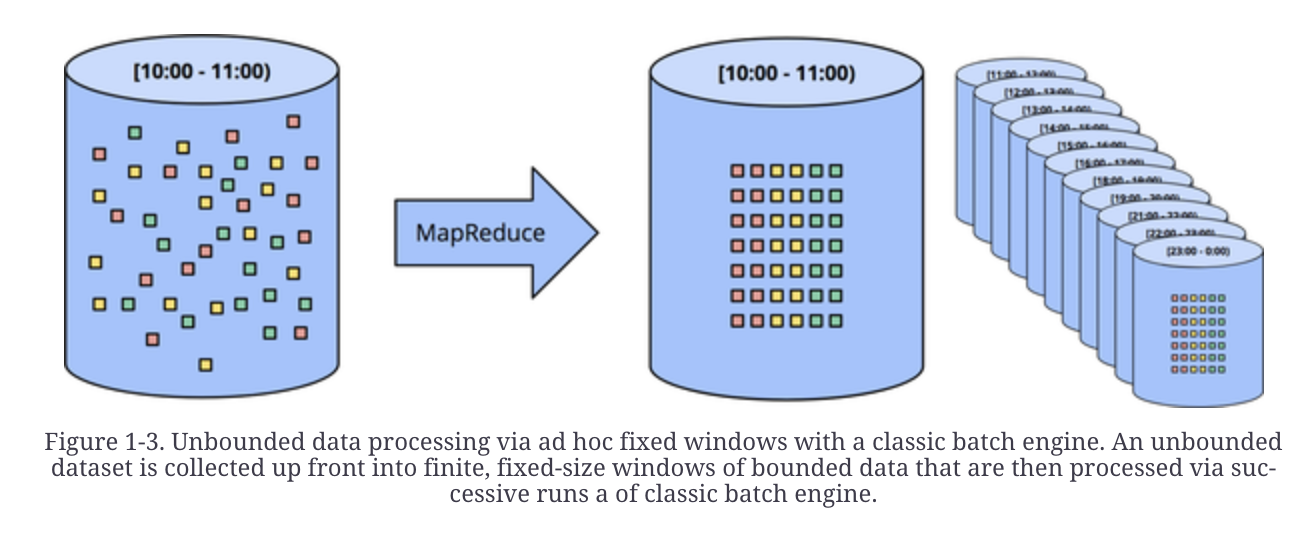 [10:00 - 11:00)
MapReduce
[10:00 - 11:00)
[11:00 - 12:00)
[12:00 - 13:00)
[13:00 - 14:00)
[14:00 - 15:00)
[15:00 - 16:00)
[16:00 - 17:00)
[18:00 - 19:00)
[19:00 - 20:00)
[21:00 - 22:00)
[22:00 - 23:00)
[23:00 - 0:00)
Figure 1-3. Unbounded data processing via ad hoc fixed windows with a classic batch engine. An unbounded
dataset is collected up front into finite, fixed-size windows of bounded data that are then processed via suc-
cessive runs a of classic batch engine.